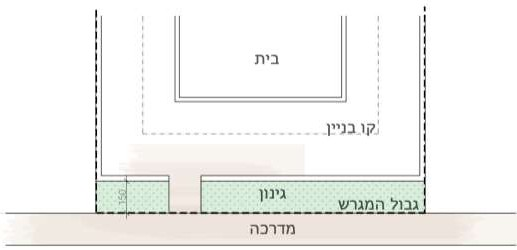 בית
קו בניין
150
גינון
גבול המגרש
מדרכה